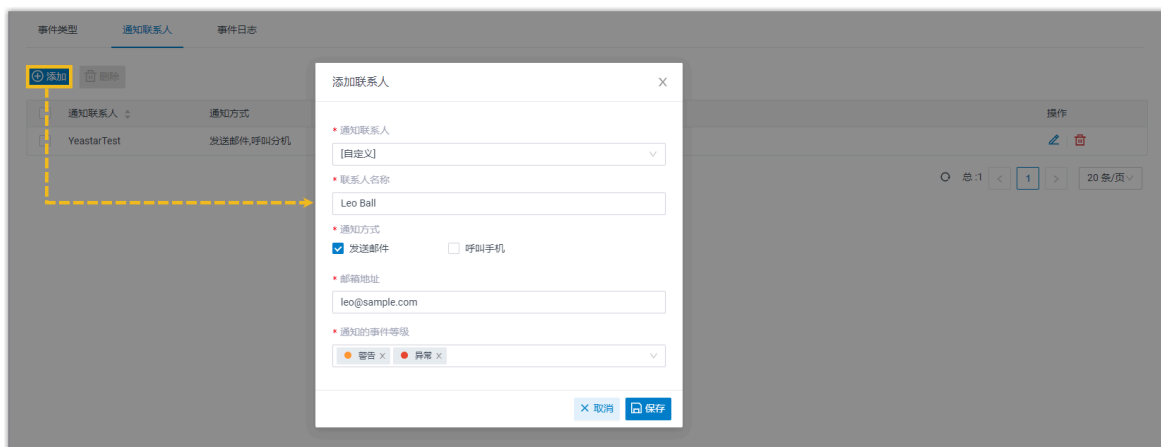 事件类型 通知联系人 事件日志
添加 删除
通知联系人 通知方式 操作
YeastarTest 发送邮件,呼叫分机
总:1 < 1 > 20 条/页
添加联系人 X
* 通知联系人
[自定义]
* 联系人名称
Leo Ball
* 通知方式
发送邮件 呼叫手机
* 邮箱地址
leo@sample.com
* 通知的事件等级
警告 × 异常 ×
× 取消 保存